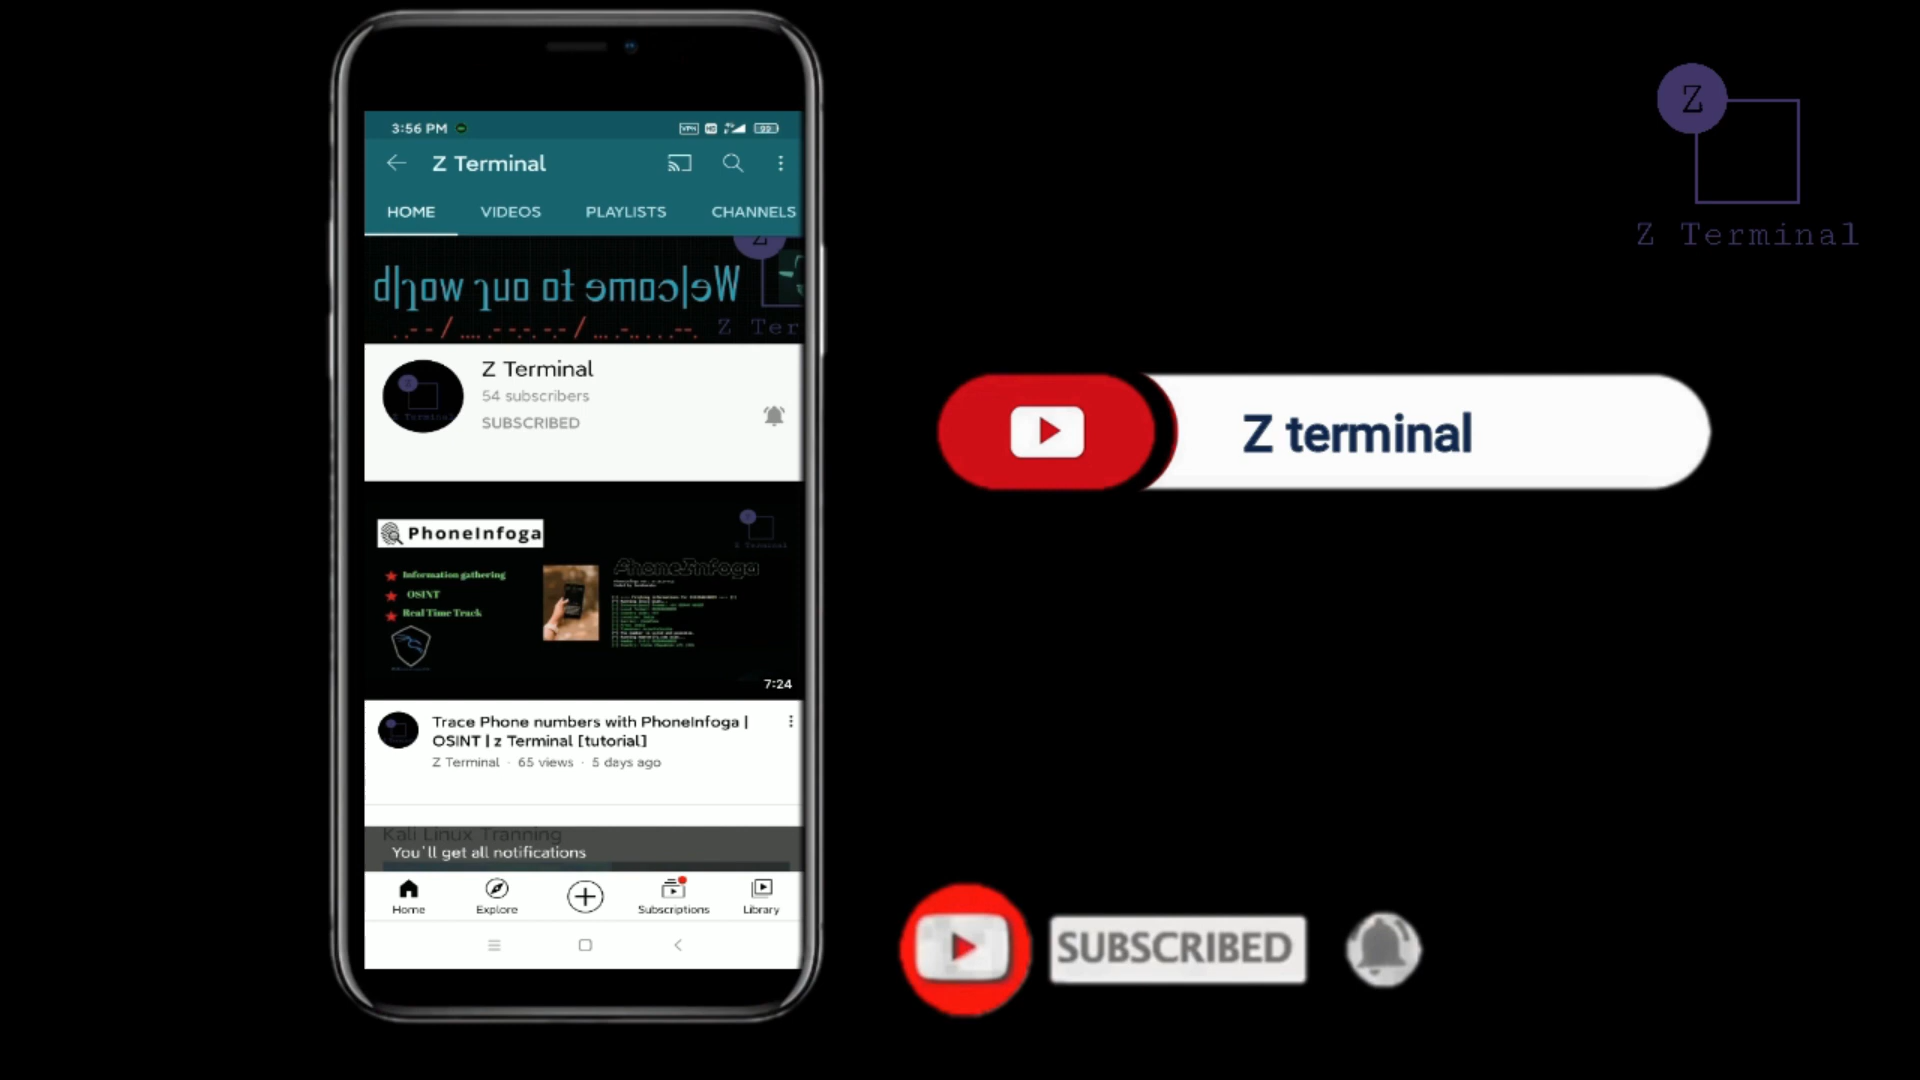 3:56 PM
VPN
Z Terminal
HOME VIDEOS PLAYLISTS CHANNELS
Z
Welcome to our world
. .-- / .... .- -.-. -.- / ... .-.. . . .--.
Z Ter
Z Terminal
54 subscribers
SUBSCRIBED
PhoneInfoga
Information gathering
OSINT
Real Time Track
PhoneInfoga
Z Terminal
7:24
Trace Phone numbers with PhoneInfoga |
OSINT | z Terminal [tutorial]
Z Terminal · 65 views · 5 days ago
Kali Linux Tranning
You'll get all notifications
Home Explore Subscriptions Library
Z
Z Terminal
Z terminal
SUBSCRIBED